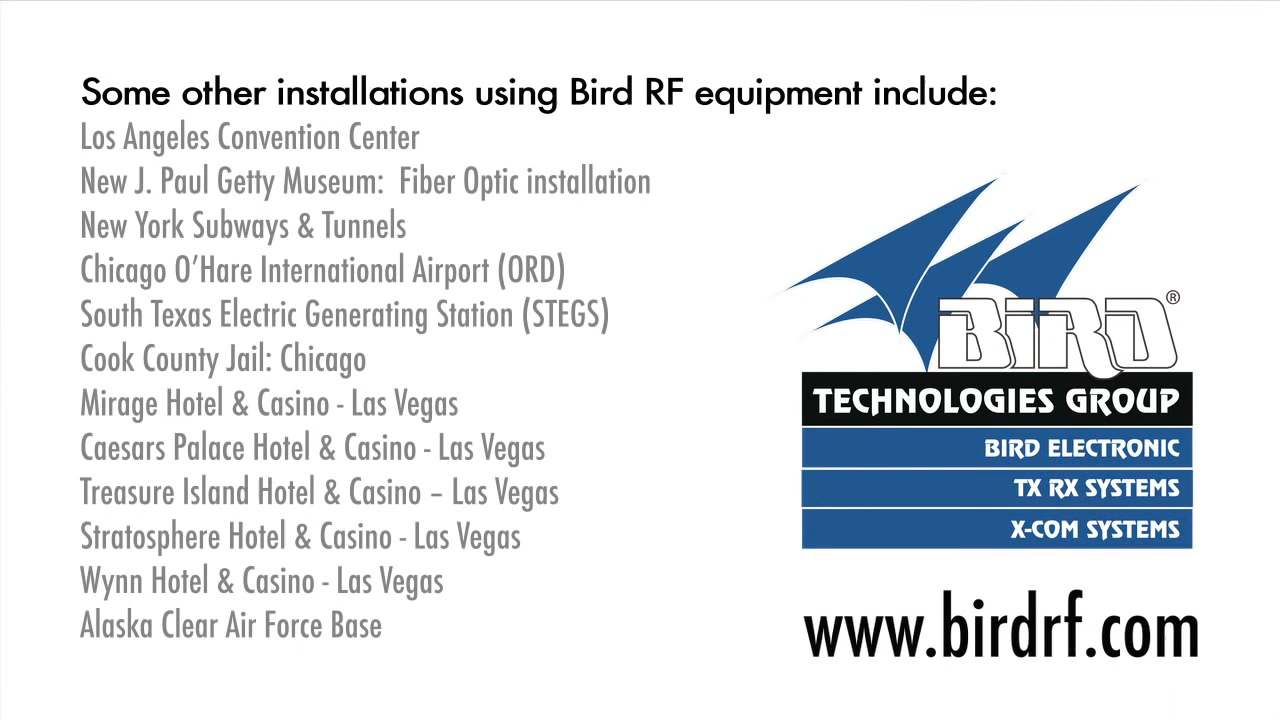 Some other installations using Bird RF equipment include:
Los Angeles Convention Center
New J. Paul Getty Museum:  Fiber Optic installation
New York Subways & Tunnels
Chicago O’Hare International Airport (ORD)
South Texas Electric Generating Station (STEGS)
Cook County Jail: Chicago
Mirage Hotel & Casino - Las Vegas
Caesars Palace Hotel & Casino - Las Vegas
Treasure Island Hotel & Casino – Las Vegas
Stratosphere Hotel & Casino - Las Vegas
Wynn Hotel & Casino - Las Vegas
Alaska Clear Air Force Base
BIRD®
TECHNOLOGIES GROUP
BIRD ELECTRONIC
TX RX SYSTEMS
X-COM SYSTEMS
www.birdrf.com